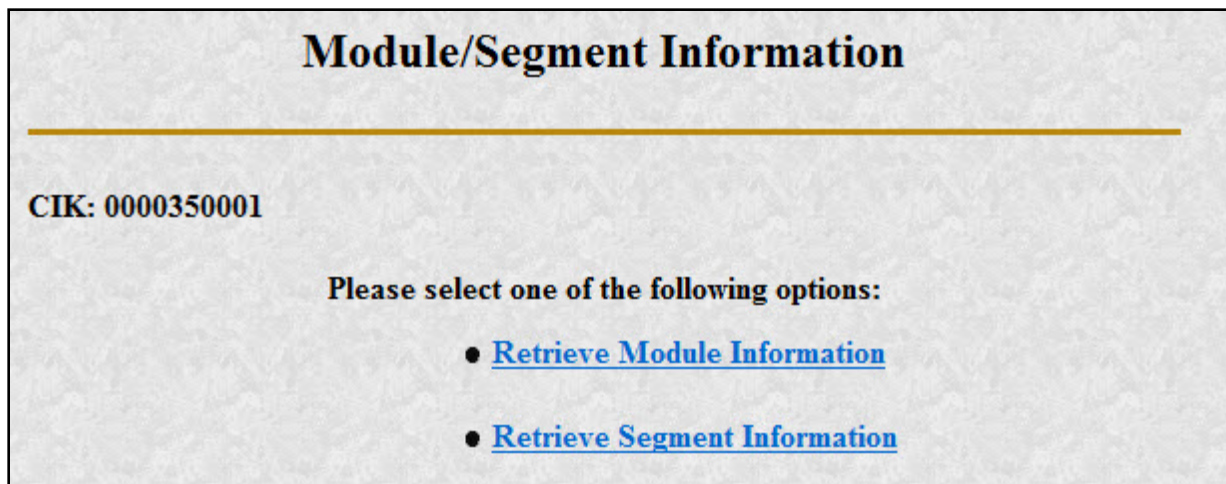 Module/Segment Information
CIK: 0000350001
Please select one of the following options:
Retrieve Module Information
Retrieve Segment Information